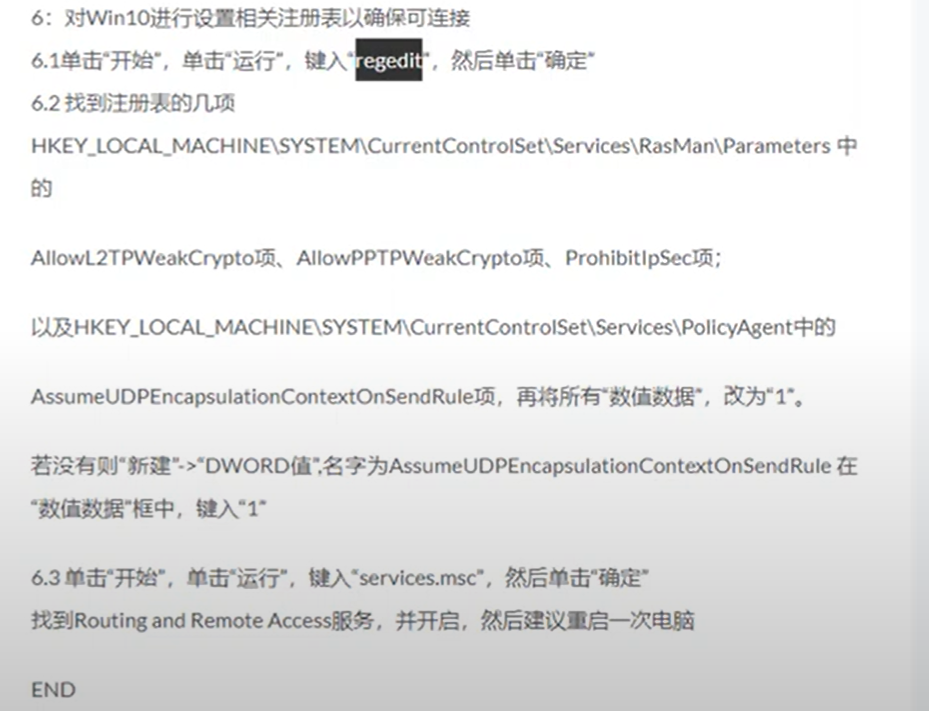 6：对Win10进行设置相关注册表以确保可连接
6.1单击“开始”，单击“运行”，键入“regedit”，然后单击“确定”
6.2 找到注册表的几项
HKEY_LOCAL_MACHINE\SYSTEM\CurrentControlSet\Services\RasMan\Parameters 中
的
AllowL2TPWeakCrypto项、AllowPPTPWeakCrypto项、ProhibitIpSec项；
以及HKEY_LOCAL_MACHINE\SYSTEM\CurrentControlSet\Services\PolicyAgent中的
AssumeUDPEncapsulationContextOnSendRule项，再将所有“数值数据”，改为“1”。
若没有则“新建”->“DWORD值”,名字为AssumeUDPEncapsulationContextOnSendRule 在
“数值数据”框中，键入“1”
6.3 单击“开始”，单击“运行”，键入“services.msc”，然后单击“确定”
找到Routing and Remote Access服务，并开启，然后建议重启一次电脑
END